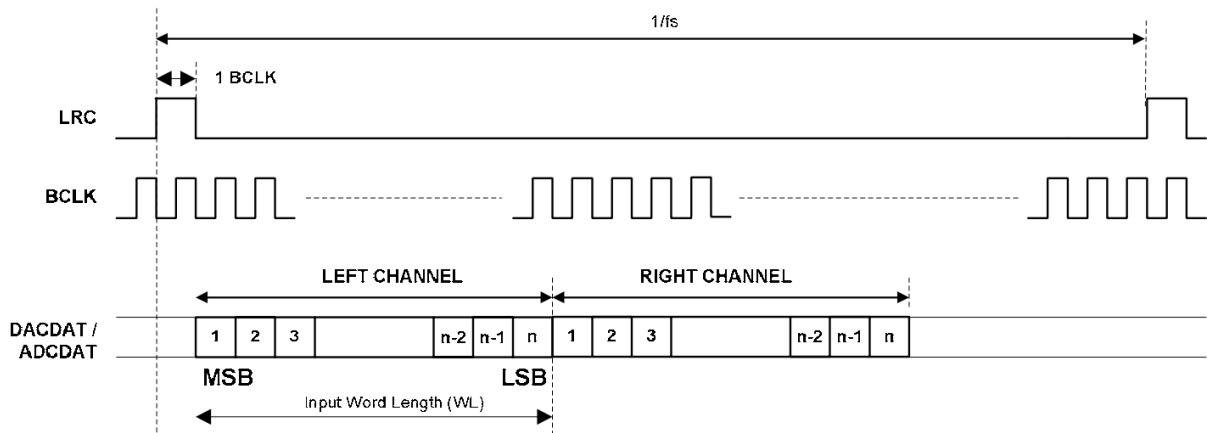 1/fs
1 BCLK
LRC
BCLK
LEFT CHANNEL RIGHT CHANNEL
DACDAT /
ADCDAT
1 2 3 n-2 n-1 n 1 2 3 n-2 n-1 n
MSB LSB
Input Word Length (WL)